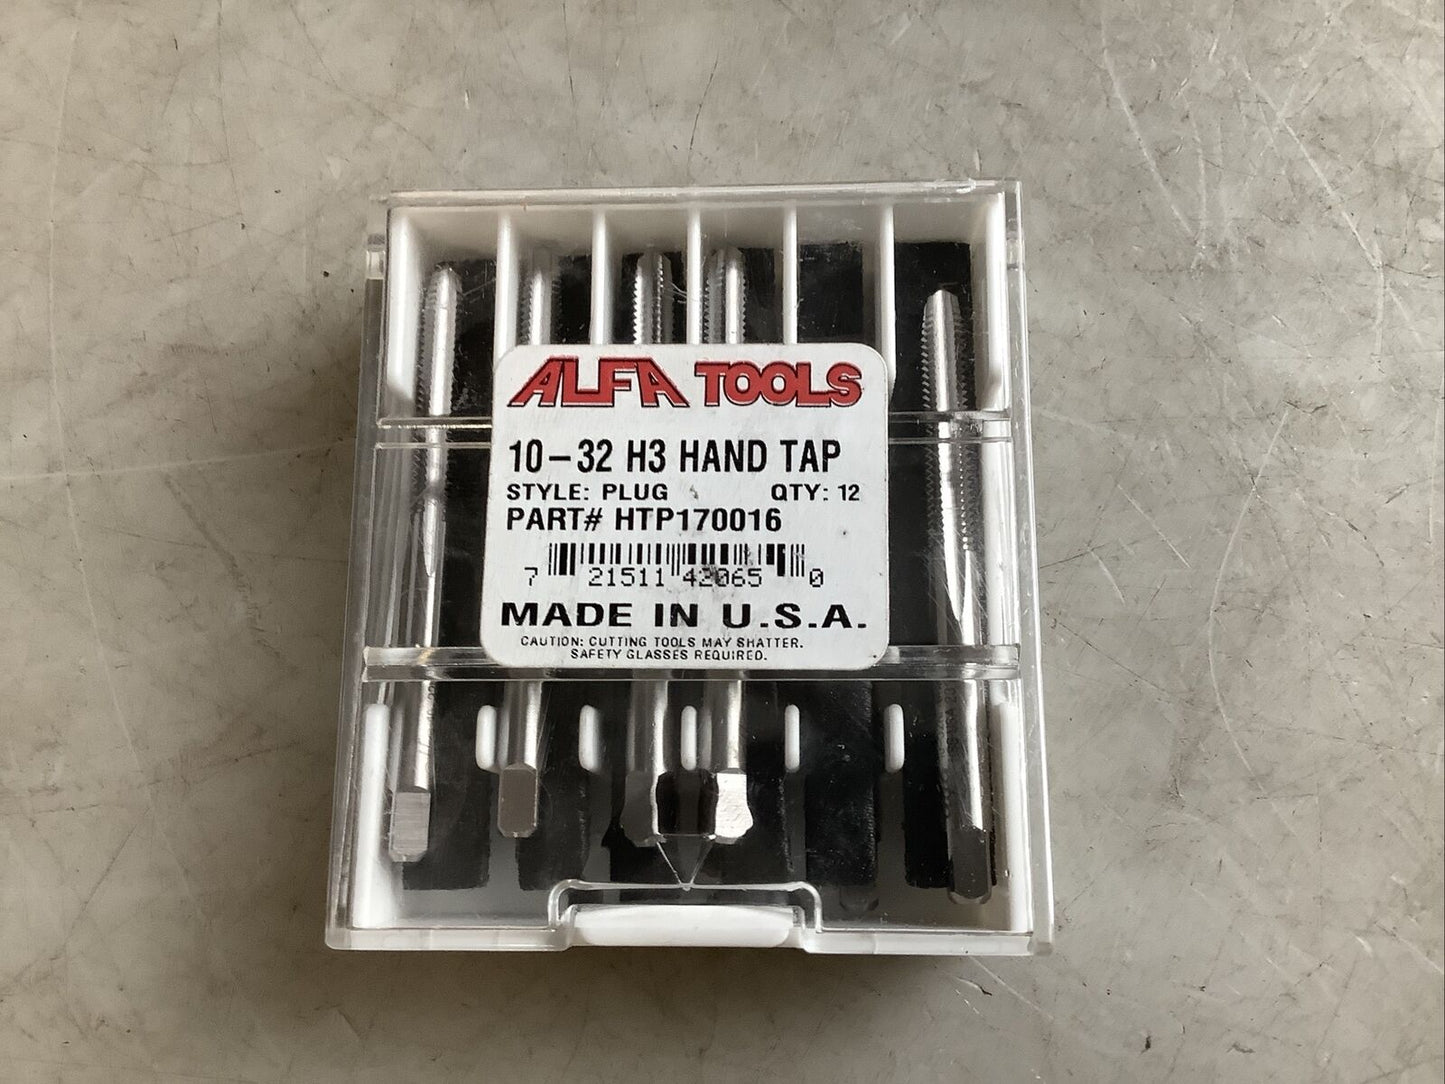 ALFA TOOLS
10-32 H3 HAND TAP
STYLE: PLUG QTY: 12
PART# HTP170016
7 21511 42065 0
MADE IN U.S.A.
CAUTION: CUTTING TOOLS MAY SHATTER.
SAFETY GLASSES REQUIRED.